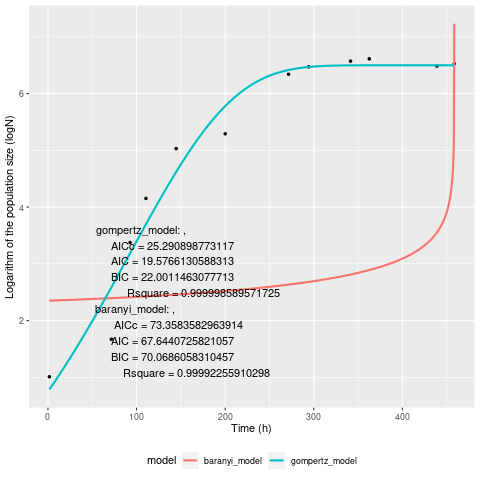 Logarithm of the population size (logN)
6
4
2
gompertz_model: ,
AICc = 25.290898773117
AIC = 19.5766130588313
BIC = 22.0011463077713
Rsquare = 0.999998589571725
baranyi_model: ,
AICc = 73.3583582963914
AIC = 67.6440725821057
BIC = 70.0686058310457
Rsquare = 0.99992255910298
0 100 200 300 400
Time (h)
model baranyi_model gompertz_model